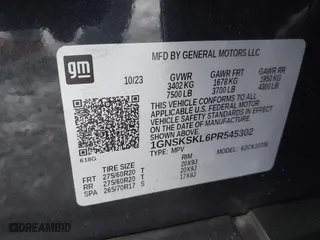 gm
MFD BY GENERAL MOTORS LLC
10/23 GVWR GAWR FRT GAWR RR
3402 KG 1678 KG 1950 KG
7500 LB 3700 LB 4300 LB
THIS VEHICLE CONFORMS TO ALL APPLICABLE
U.S. FEDERAL MOTOR VEHICLE SAFETY AND
THEFT PREVENTION STANDARDS IN EFFECT
ON THE DATE OF MANUFACTURE
SHOWN ABOVE.
1GNSKSKL6PR545302
618G TYPE: MPV
TIRE SIZE RIM
FRT 275/60R20 T 20X9J
RR 275/60R20 T 20X9J
SPA 265/70R17 S 17X8J
DREAMBID